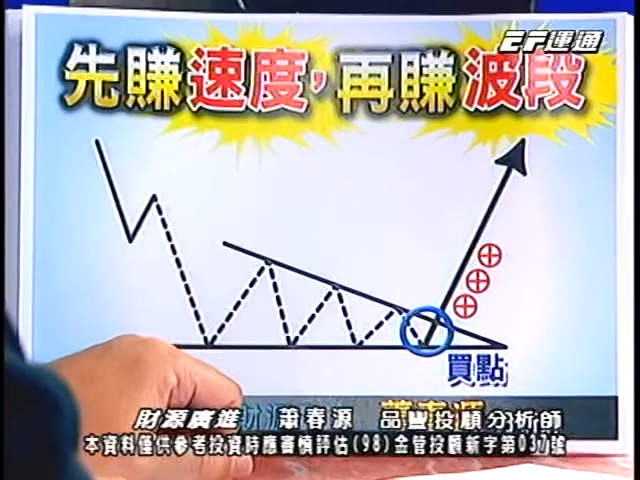 EF運通
先賺速度，再賺波段
買點
財源廣進 蕭春源 品豐投顧分析師
本資料僅供參考投資時應審慎評估(98)金管投顧新字第037號